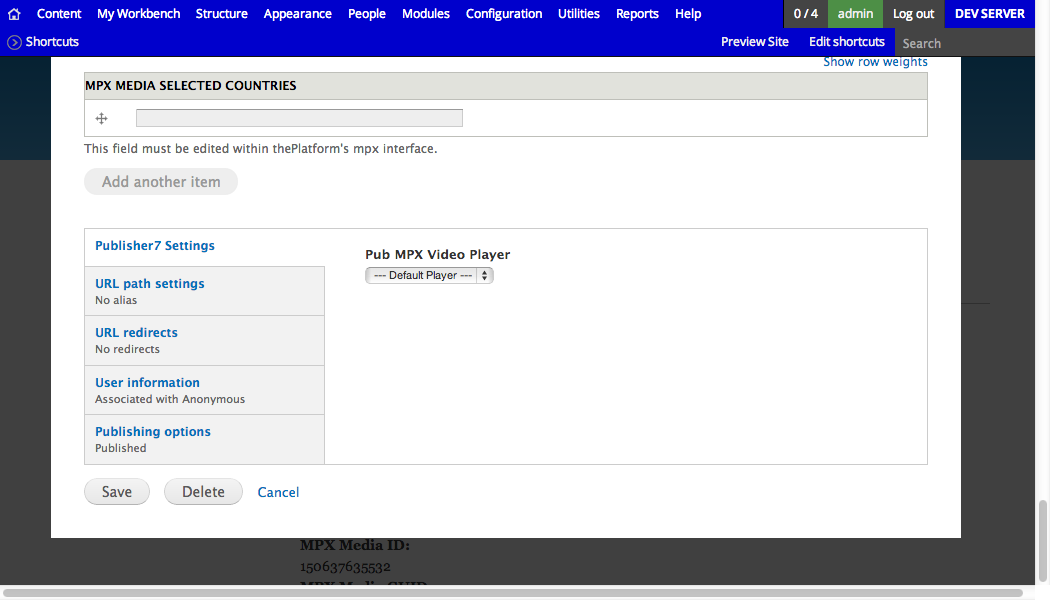 Content My Workbench Structure Appearance People Modules Configuration Utilities Reports Help 0 / 4 admin Log out DEV SERVER
Shortcuts Preview Site Edit shortcuts Search
Show row weights
MPX MEDIA SELECTED COUNTRIES
This field must be edited within thePlatform's mpx interface.
Add another item
Publisher7 Settings
Pub MPX Video Player
--- Default Player ---
URL path settings
No alias
URL redirects
No redirects
User information
Associated with Anonymous
Publishing options
Published
Save Delete Cancel
MPX Media ID:
150637635532
MPX Media GUID: